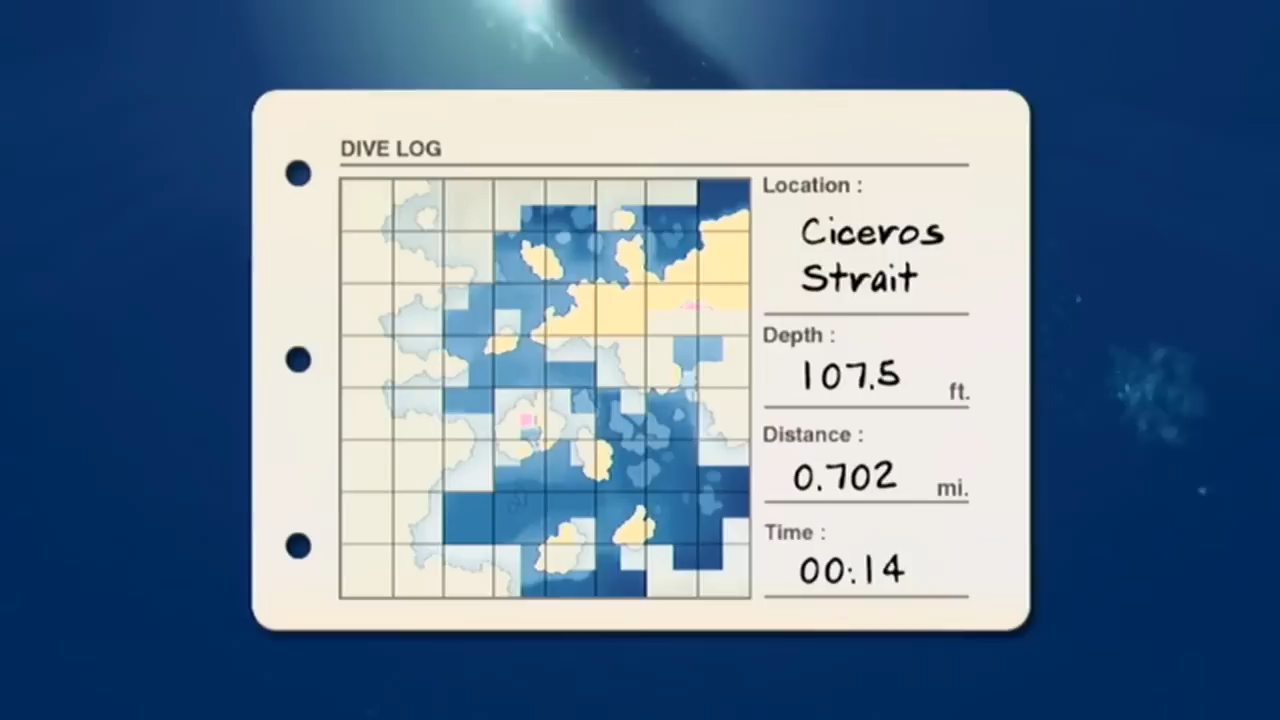 DIVE LOG
Location :
Ciceros
Strait
Depth :
107.5 ft.
Distance :
0.702 mi.
Time :
00:14